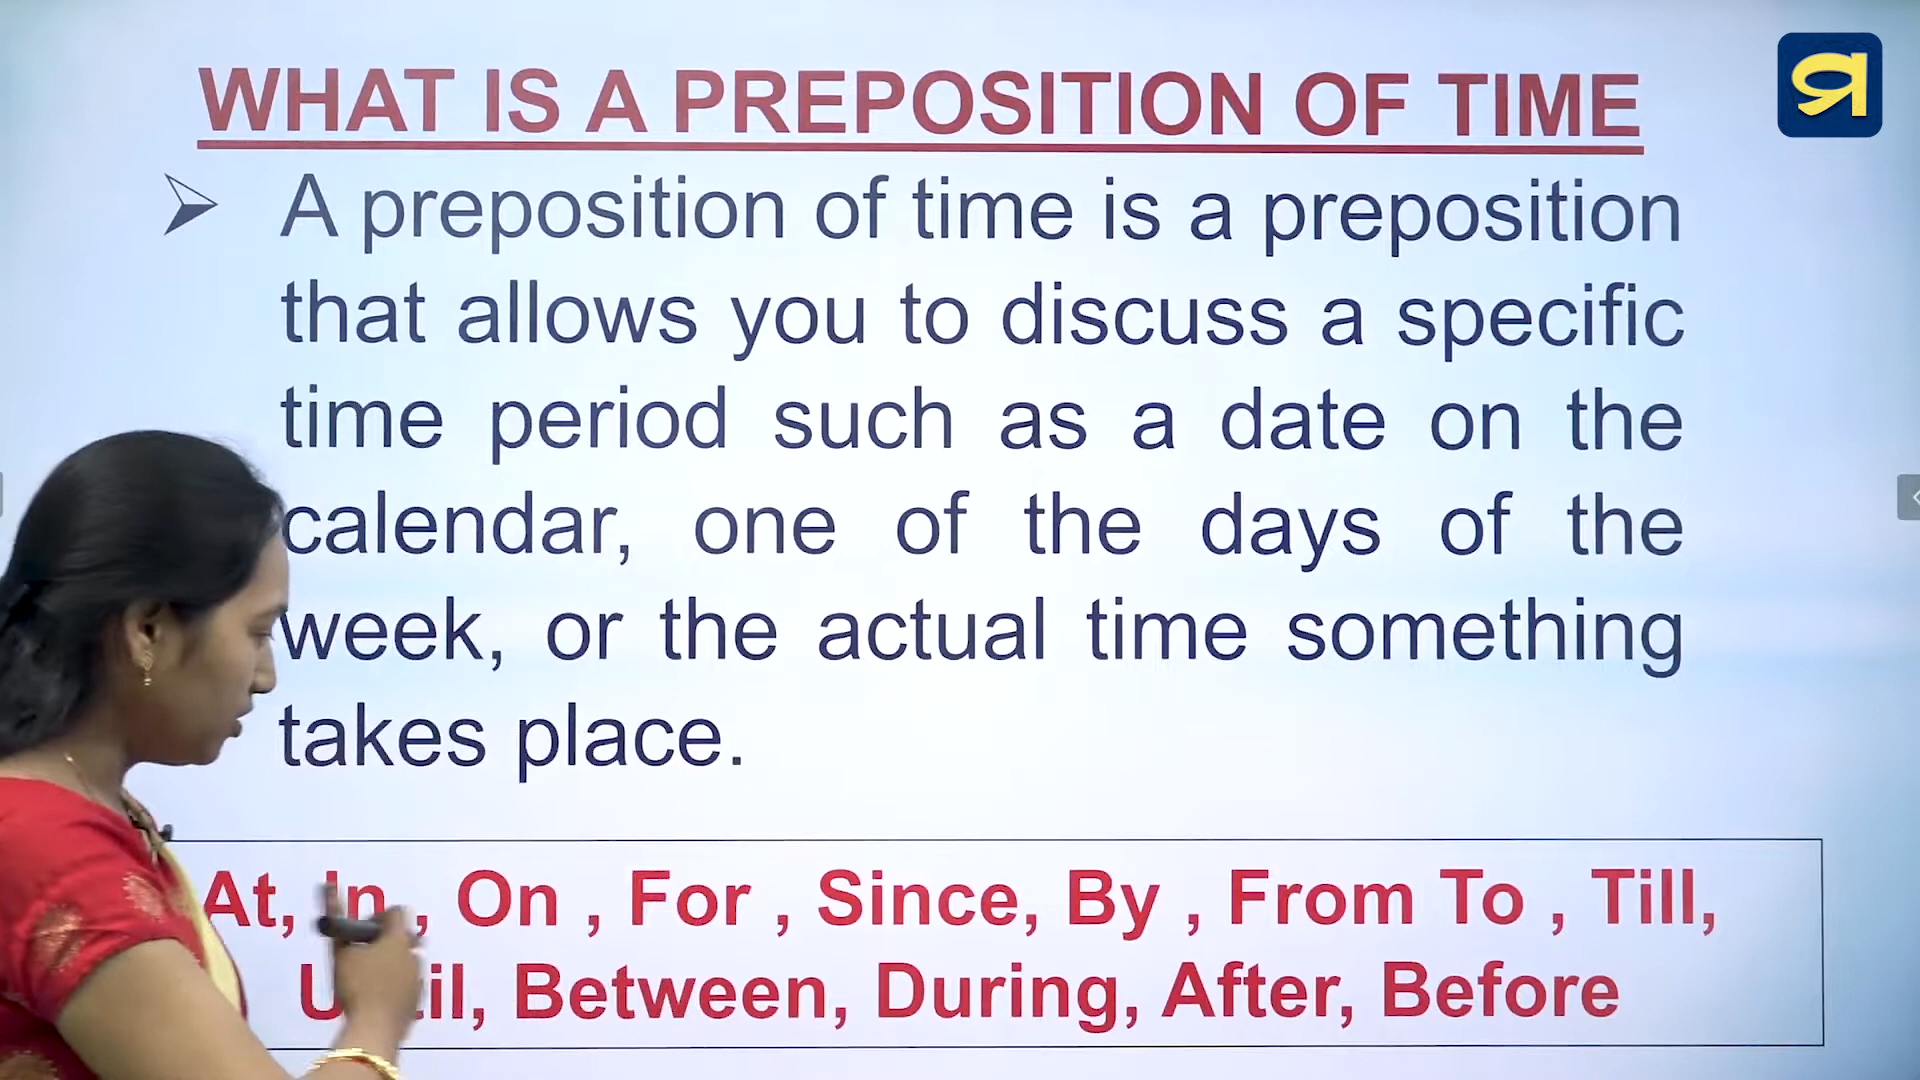 WHAT IS A PREPOSITION OF TIME
A preposition of time is a preposition
that allows you to discuss a specific
time period such as a date on the
calendar, one of the days of the
week, or the actual time something
takes place.
At, In , On , For , Since, By , From To , Till,
Until, Between, During, After, Before